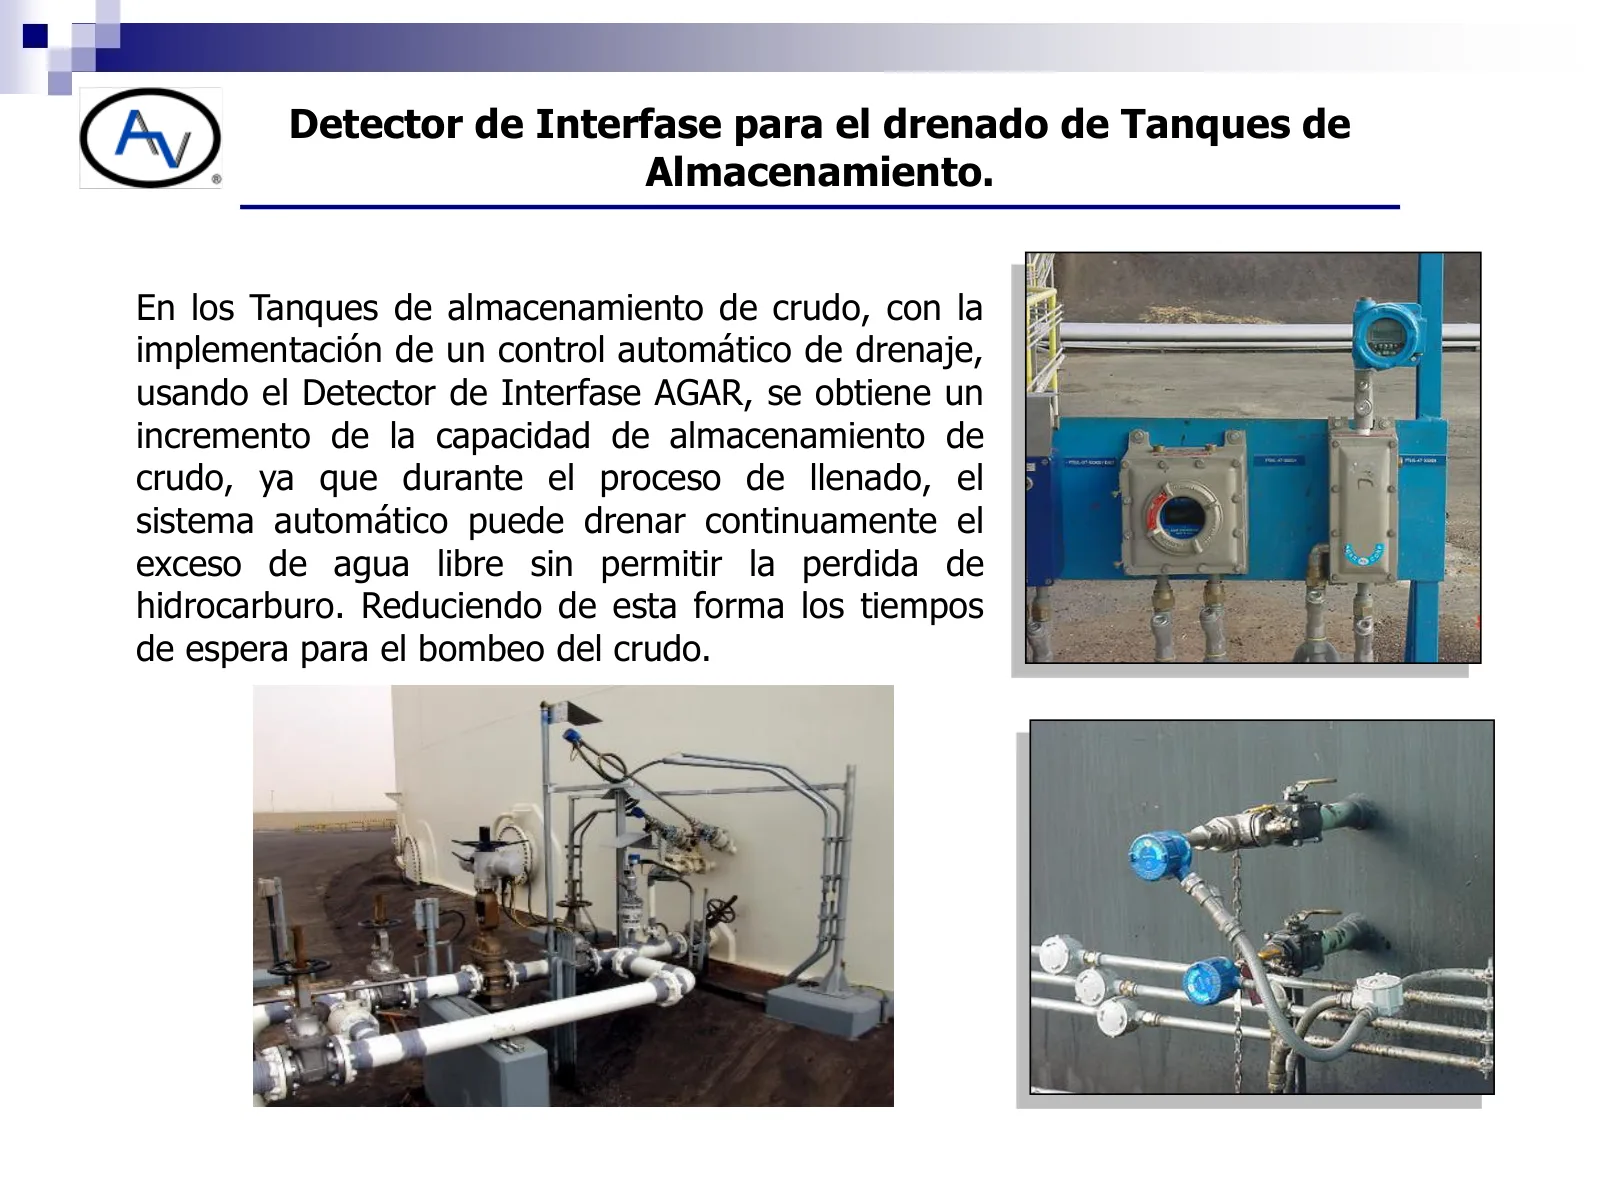 AV
®
Detector de Interfase para el drenado de Tanques de
Almacenamiento.
En los Tanques de almacenamiento de crudo, con la
implementación de un control automático de drenaje,
usando el Detector de Interfase AGAR, se obtiene un
incremento de la capacidad de almacenamiento de
crudo, ya que durante el proceso de llenado, el
sistema automático puede drenar continuamente el
exceso de agua libre sin permitir la perdida de
hidrocarburo. Reduciendo de esta forma los tiempos
de espera para el bombeo del crudo.